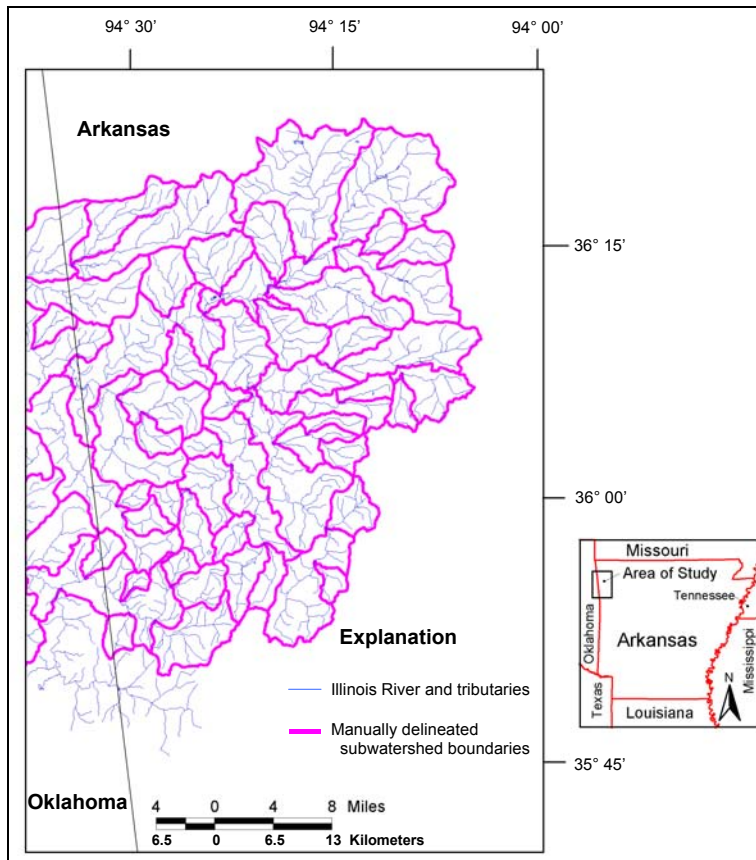 94° 30' 94° 15' 94° 00'
Arkansas
36° 15'
36° 00'
Missouri
Area of Study
Tennessee
Oklahoma
Arkansas
Mississippi
N
Texas
Louisiana
Explanation
Illinois River and tributaries
Manually delineated
subwatershed boundaries
35° 45'
Oklahoma
4 0 4 8 Miles
6.5 0 6.5 13 Kilometers